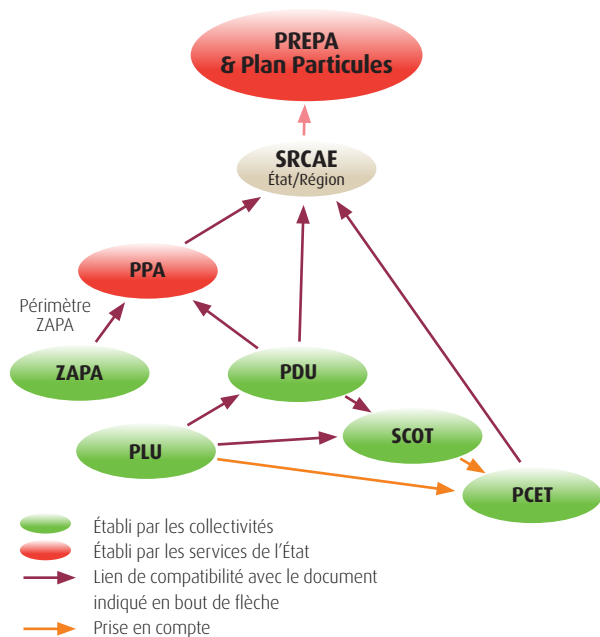 PREPA
& Plan Particules
SRCAE
État/Région
PPA
Périmètre
ZAPA
ZAPA
PDU
PLU
SCOT
PCET
Établi par les collectivités
Établi par les services de l'État
Lien de compatibilité avec le document
indiqué en bout de flèche
Prise en compte